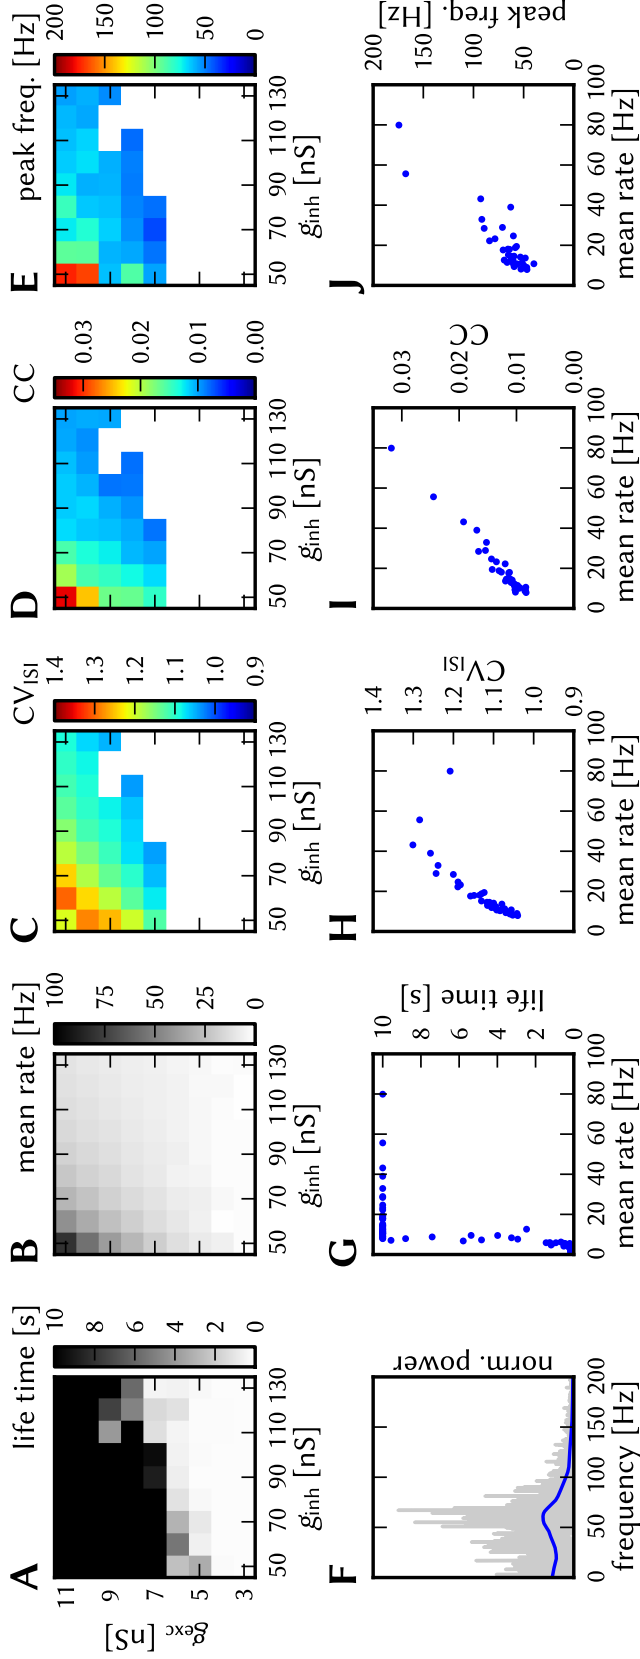 A
life time [s]
10
8
6
4
2
0
11
9
7
5
3
gexc [nS]
50 70 90 110 130
ginh [nS]
B
mean rate [Hz]
100
75
50
25
0
50 70 90 110 130
ginh [nS]
C
CVISI
1.4
1.3
1.2
1.1
1.0
0.9
50 70 90 110 130
ginh [nS]
D
CC
0.03
0.02
0.01
0.00
50 70 90 110 130
ginh [nS]
E
peak freq. [Hz]
200
150
100
50
0
50 70 90 110 130
ginh [nS]
F
norm. power
0 50 100 150 200
frequency [Hz]
G
10
8
6
4
2
0
life time [s]
0 20 40 60 80 100
mean rate [Hz]
H
1.4
1.3
1.2
1.1
1.0
0.9
CVISI
0 20 40 60 80 100
mean rate [Hz]
I
0.03
0.02
0.01
0.00
CC
0 20 40 60 80 100
mean rate [Hz]
J
200
150
100
50
0
peak freq. [Hz]
0 20 40 60 80 100
mean rate [Hz]